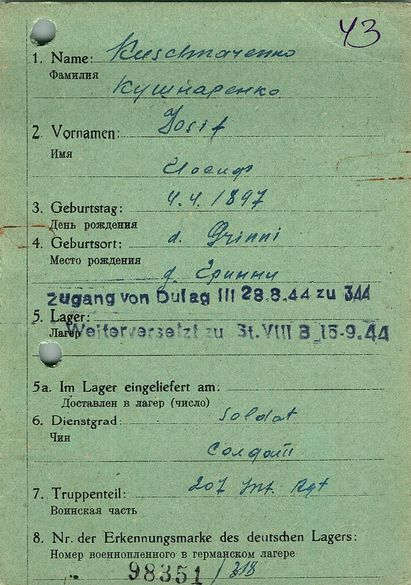 43
1. Name: Kuschnarenko
Фамилия Кушнаренко
2. Vornamen: Iosif
Имя Иосиф
3. Geburtstag: 4.4.1897
День рождения
4. Geburtsort: d. Grinni
Место рождения д. Гринни
Zugang von Dulag III 28.8.44 zu 344
5. Lager:
Лагерь Weiterversetzt zu St. VIII B 15-9.44
5a. Im Lager eingeliefert am:
Доставлен в лагерь (число)
6. Dienstgrad: Soldat
Чин Солдат
7. Truppenteil: 207 Inf. Rgt
Воинская часть
8. Nr. der Erkennungsmarke des deutschen Lagers:
Номер военнопленного в германском лагере
98351 / 318